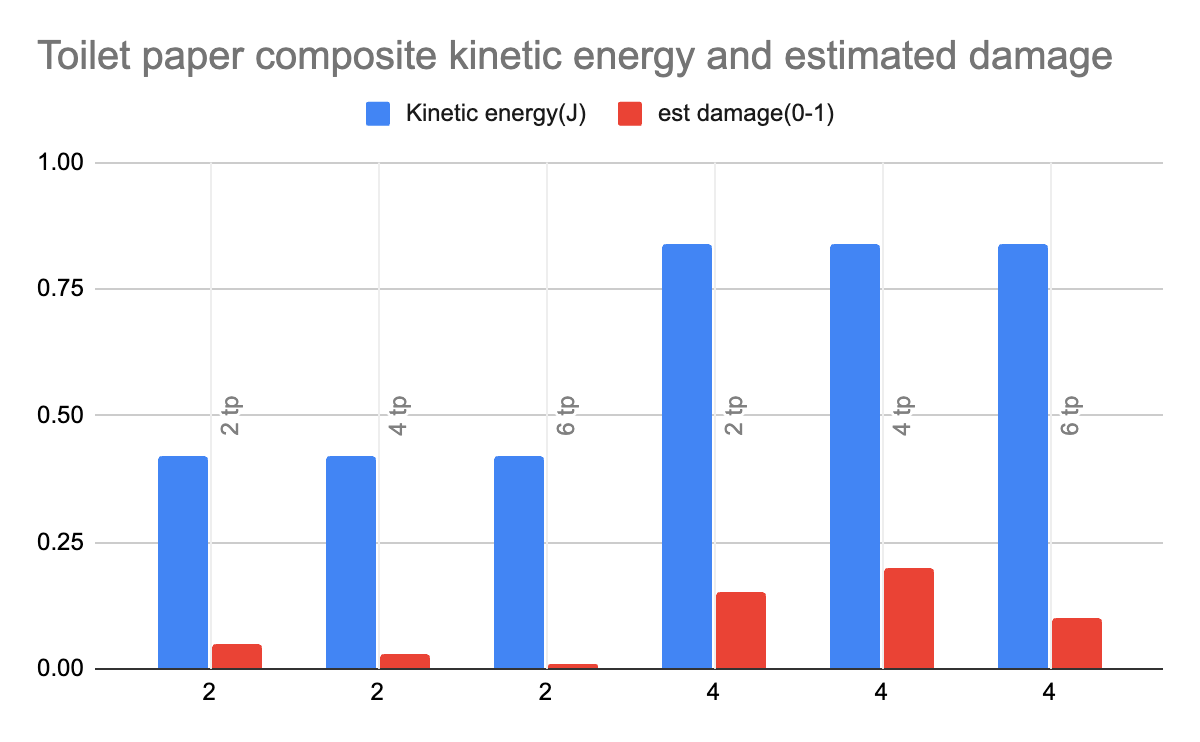 Toilet paper composite kinetic energy and estimated damage
Kinetic energy(J) est damage(0-1)
1.00
0.75
0.50
0.25
0.00
2 tp
4 tp
6 tp
2 tp
4 tp
6 tp
2 2 2 4 4 4